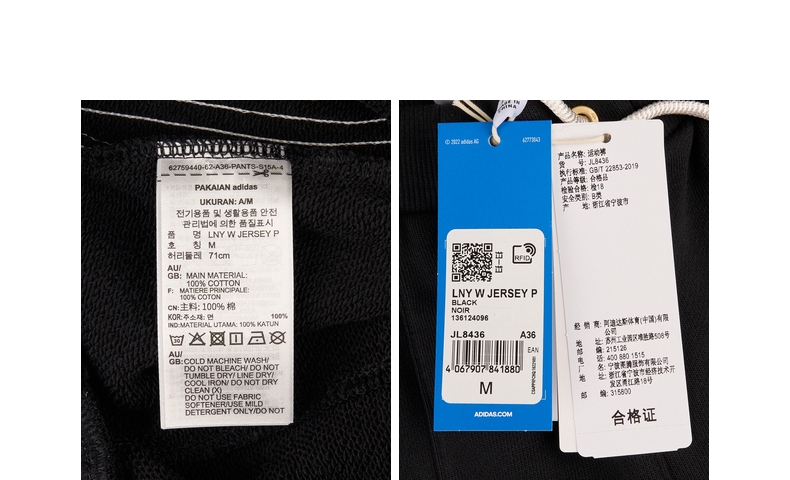 62759440-62-A36-PANTS-S15A-4
PAKAIAN adidas
UKURAN: A/M
전기용품 및 생활용품 안전
관리법에 의한 품질표시
품 명 LNY W JERSEY P
호 칭 M
허리둘레 71cm
AU/
GB: MAIN MATERIAL:
100% COTTON
F: MATIERE PRINCIPALE:
100% COTON
CN:主料: 100% 棉
KOR:주소재: 면 100%
IND:MATERIAL UTAMA: 100% KATUN
AU/
GB:COLD MACHINE WASH/
DO NOT BLEACH/ DO NOT
TUMBLE DRY/ LINE DRY/
COOL IRON/ DO NOT DRY
CLEAN (X)
DO NOT USE FABRIC
SOFTENER/USE MILD
DETERGENT ONLY/DO NOT
© 2022 adidas AG
RFID
LNY W JERSEY P
BLACK
NOIR
136124096
JL8436 A36
EAN
4 067907 841880
M
ADIDAS.COM
产品名称: 运动裤
货 号: JL8436
执行标准: GB/T 22853-2019
产品等级: 合格品
检验合格: 检18
安全类别: B类
产 地: 浙江省宁波市
经 销 商: 阿迪达斯体育(中国)有限
公司
地 址: 苏州工业园区唯胜路508号
邮 编: 215126
电 话: 400 880 1515
厂 名: 宁波狮腾服饰有限公司
地 址: 浙江省宁波市经济技术开
发区甬江路18号
邮 编: 315800
合格证